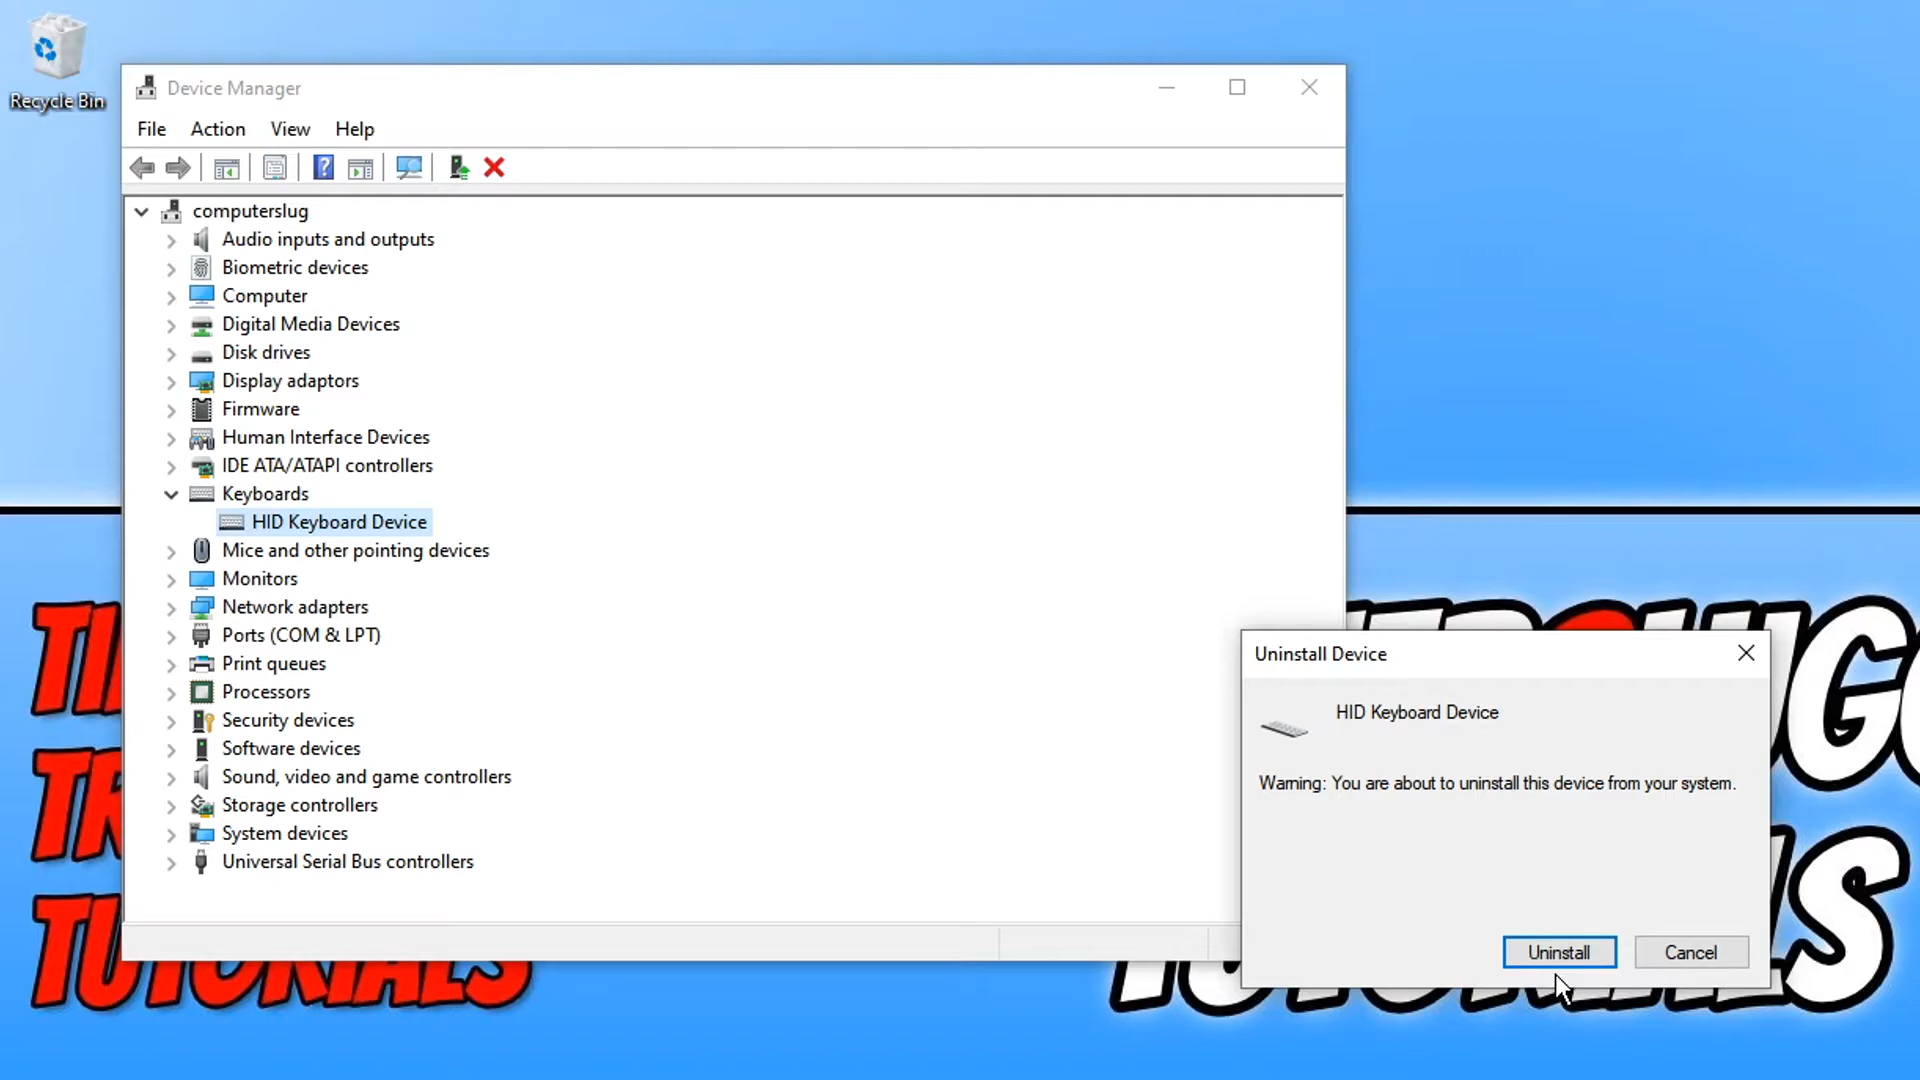 Recycle Bin
Device Manager
File Action View Help
computerslug
Audio inputs and outputs
Biometric devices
Computer
Digital Media Devices
Disk drives
Display adaptors
Firmware
Human Interface Devices
IDE ATA/ATAPI controllers
Keyboards
HID Keyboard Device
Mice and other pointing devices
Monitors
Network adapters
Ports (COM & LPT)
Print queues
Processors
Security devices
Software devices
Sound, video and game controllers
Storage controllers
System devices
Universal Serial Bus controllers
Uninstall Device
HID Keyboard Device
Warning: You are about to uninstall this device from your system.
Uninstall Cancel
TUTORIALS